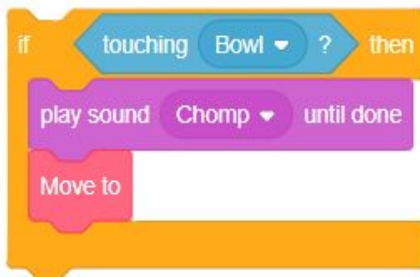 if touching Bowl ? then
play sound Chomp until done
Move to